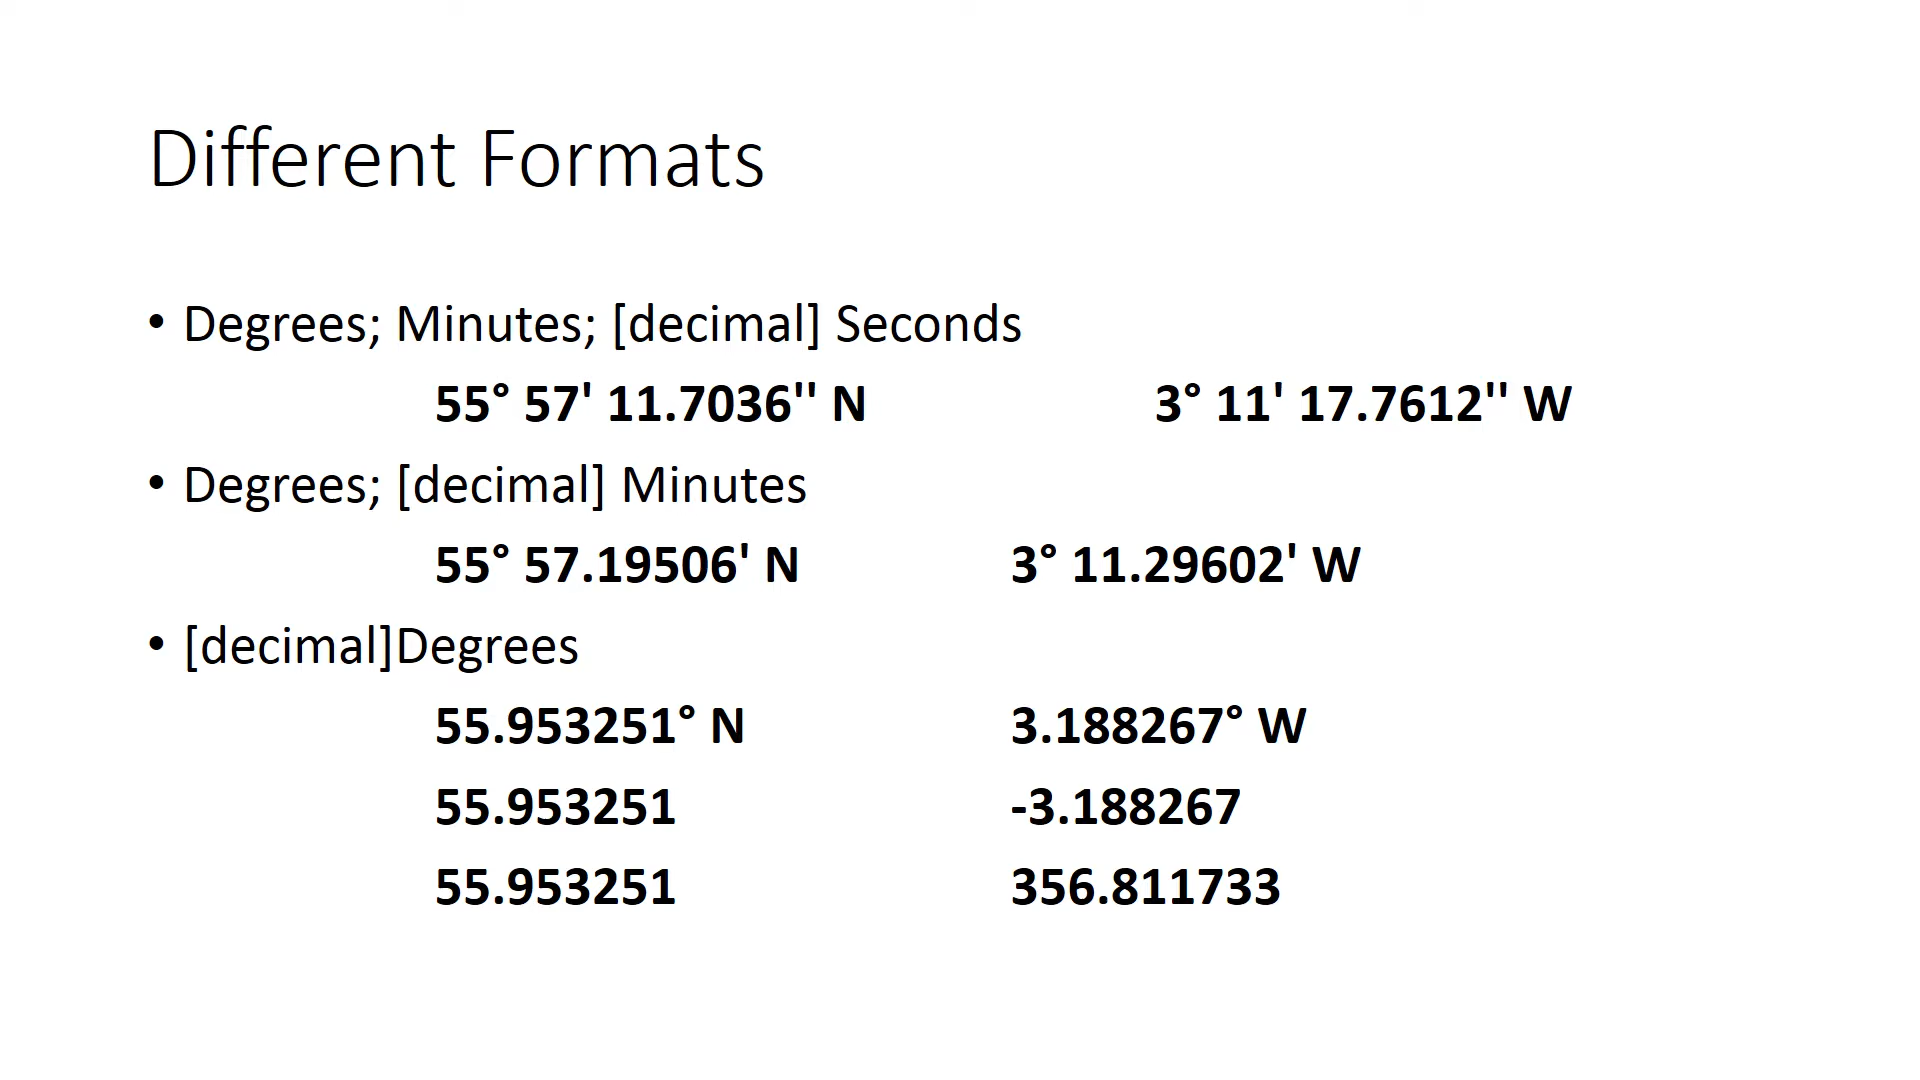 Different Formats
• Degrees; Minutes; [decimal] Seconds
55° 57' 11.7036'' N 3° 11' 17.7612'' W
• Degrees; [decimal] Minutes
55° 57.19506' N 3° 11.29602' W
• [decimal]Degrees
55.953251° N 3.188267° W
55.953251 -3.188267
55.953251 356.811733